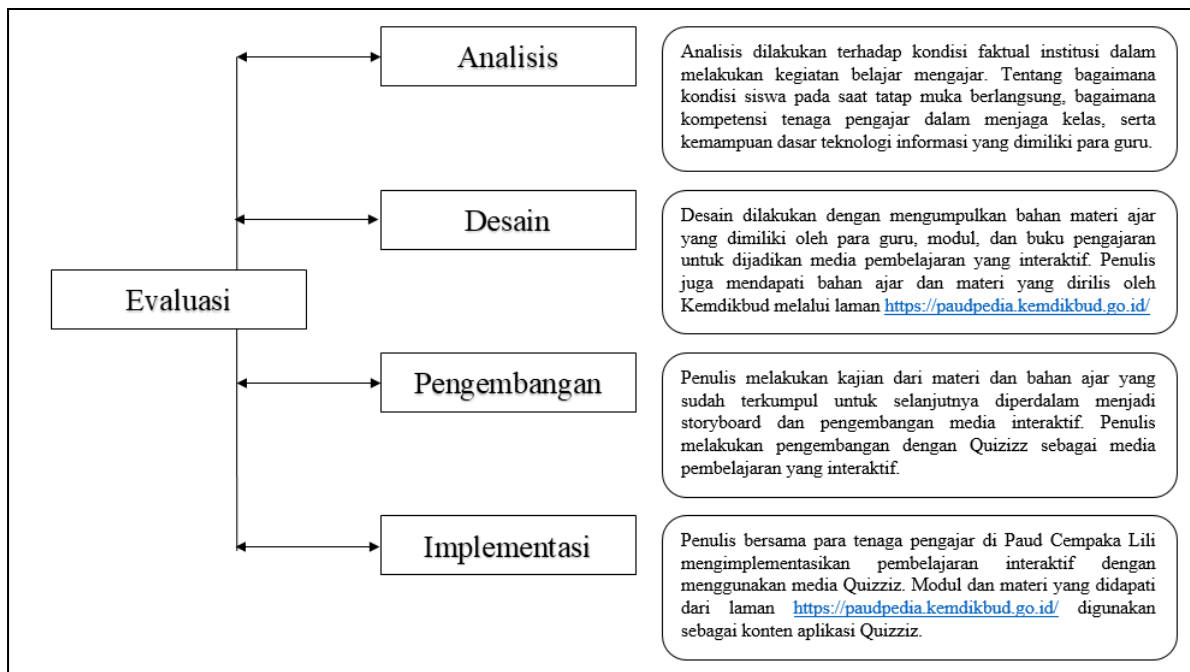 Analisis
Analisis dilakukan terhadap kondisi faktual institusi dalam
melakukan kegiatan belajar mengajar. Tentang bagaimana
kondisi siswa pada saat tatap muka berlangsung, bagaimana
kompetensi tenaga pengajar dalam menjaga kelas, serta
kemampuan dasar teknologi informasi yang dimiliki para guru.
Desain
Desain dilakukan dengan mengumpulkan bahan materi ajar
yang dimiliki oleh para guru, modul, dan buku pengajaran
untuk dijadikan media pembelajaran yang interaktif. Penulis
juga mendapati bahan ajar dan materi yang dirilis oleh
Kemdikbud melalui laman https://paudpedia.kemdikbud.go.id/
Evaluasi
Pengembangan
Penulis melakukan kajian dari materi dan bahan ajar yang
sudah terkumpul untuk selanjutnya diperdalam menjadi
storyboard dan pengembangan media interaktif. Penulis
melakukan pengembangan dengan Quizizz sebagai media
pembelajaran yang interaktif.
Implementasi
Penulis bersama para tenaga pengajar di Paud Cempaka Lili
mengimplementasikan pembelajaran interaktif dengan
menggunakan media Quizziz. Modul dan materi yang didapati
dari laman https://paudpedia.kemdikbud.go.id/ digunakan
sebagai konten aplikasi Quizziz.